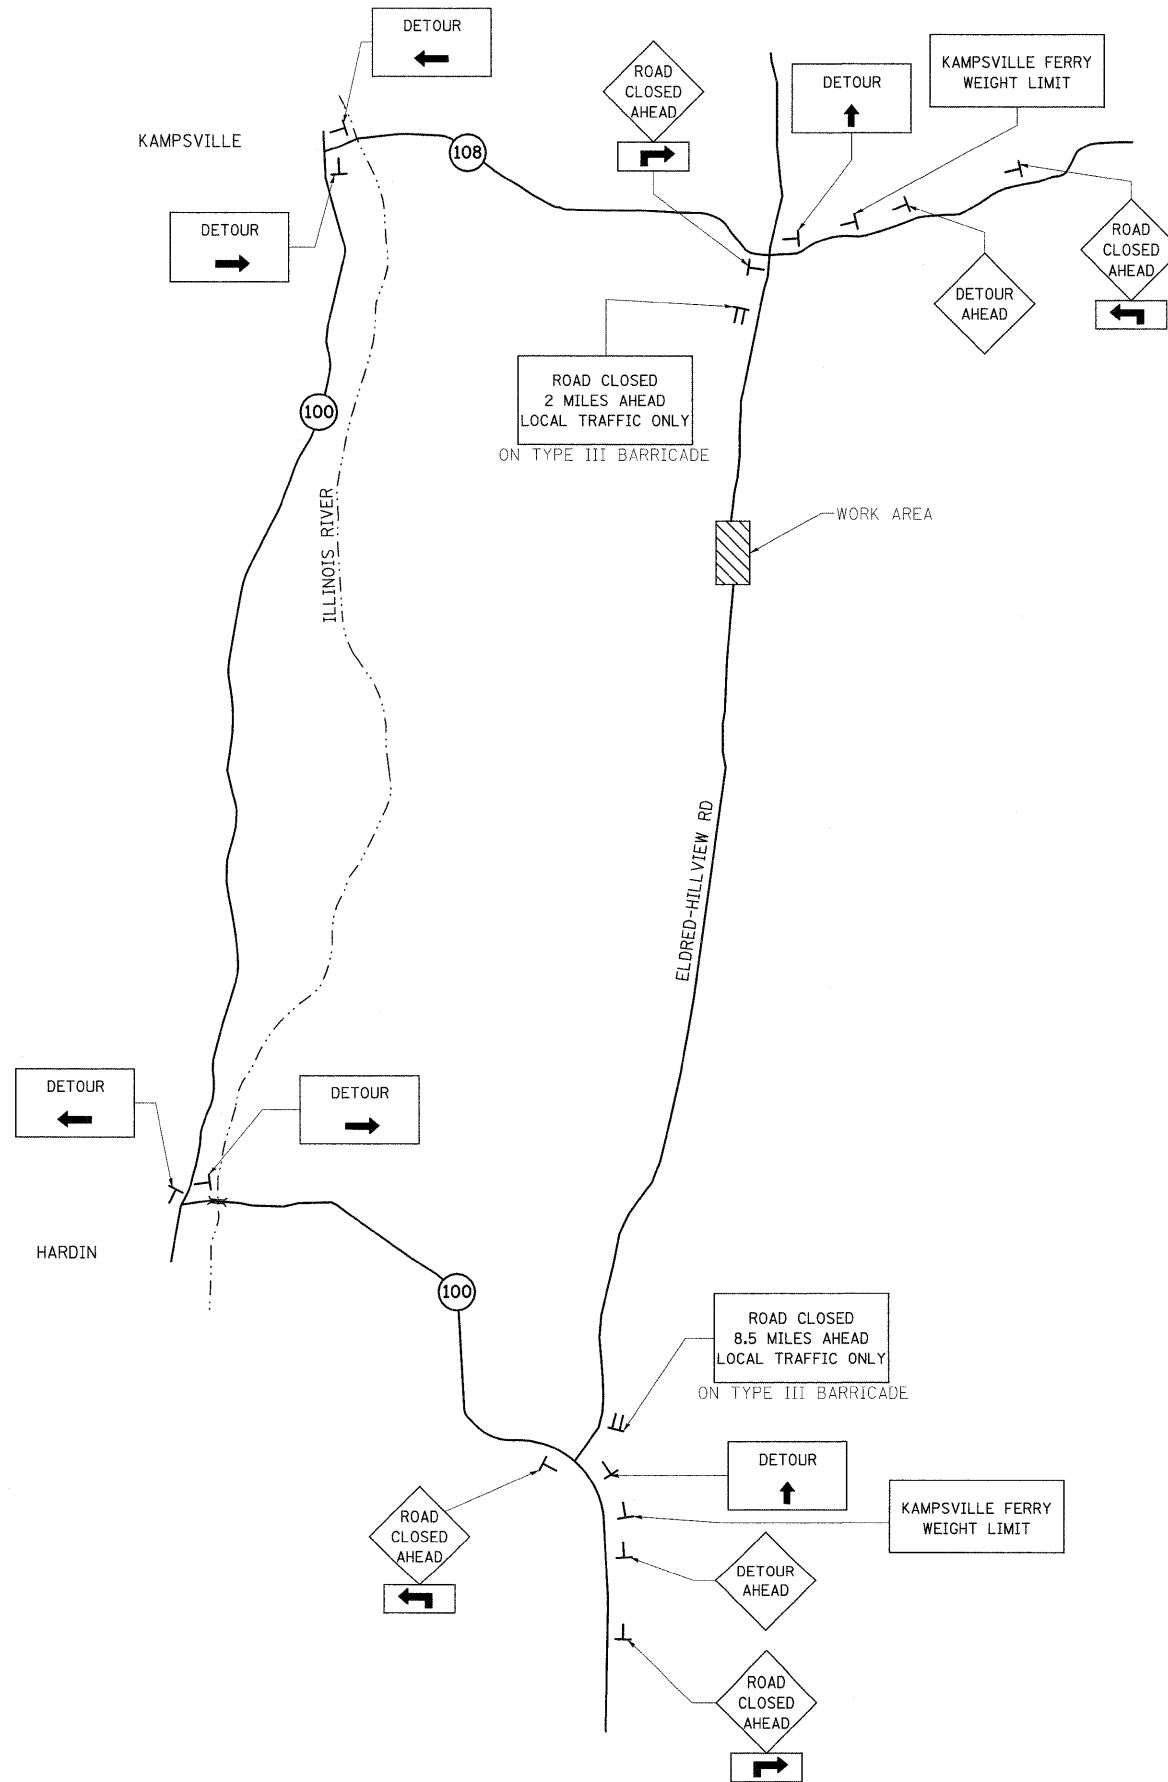 DETOUR
KAMPSVILLE
108
ROAD
CLOSED
AHEAD
DETOUR
KAMPSVILLE FERRY
WEIGHT LIMIT
DETOUR
ROAD
CLOSED
AHEAD
DETOUR
AHEAD
ROAD CLOSED
2 MILES AHEAD
LOCAL TRAFFIC ONLY
ON TYPE III BARRICADE
100
ILLINOIS RIVER
WORK AREA
ELDRED-HILLVIEW RD
DETOUR
DETOUR
HARDIN
100
ROAD CLOSED
8.5 MILES AHEAD
LOCAL TRAFFIC ONLY
ON TYPE III BARRICADE
DETOUR
ROAD
CLOSED
AHEAD
KAMPSVILLE FERRY
WEIGHT LIMIT
DETOUR
AHEAD
ROAD
CLOSED
AHEAD